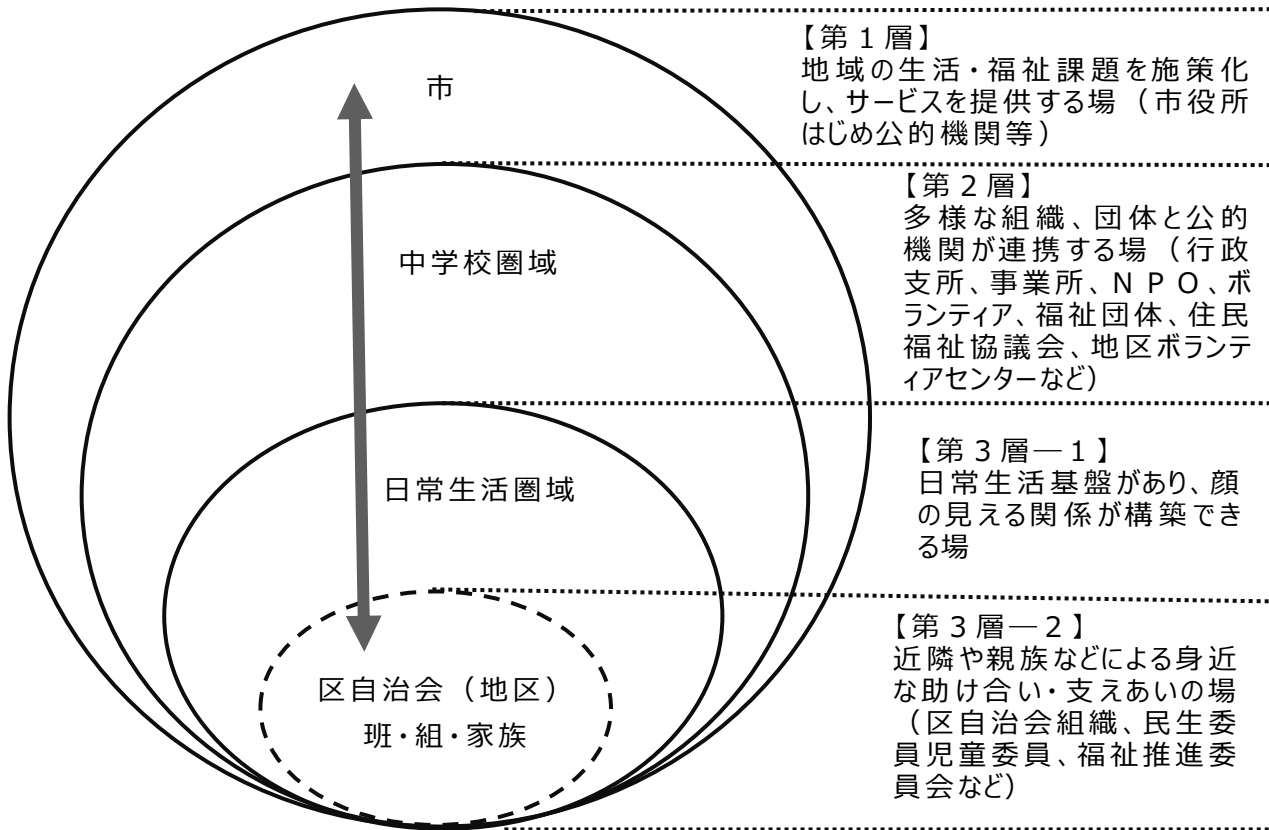 市
【第１層】
地域の生活・福祉課題を施策化
し、サービスを提供する場（市役所
はじめ公的機関等）
中学校圏域
【第２層】
多様な組織、団体と公的
機関が連携する場（行政
支所、事業所、ＮＰＯ、ボ
ランティア、福祉団体、住民
福祉協議会、地区ボランテ
ィアセンターなど）
日常生活圏域
【第３層―１】
日常生活基盤があり、顔
の見える関係が構築でき
る場
区自治会（地区）
班・組・家族
【第３層―２】
近隣や親族などによる身近
な助け合い・支えあいの場
（区自治会組織、民生委
員児童委員、福祉推進委
員会など）